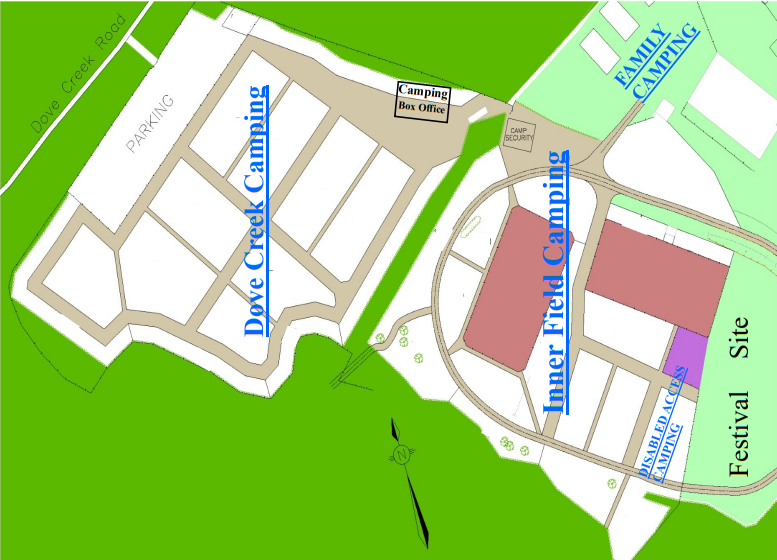 Dove Creek Road
PARKING
Camping
Box Office
CAMP
SECURITY
FAMILY
CAMPING
Dove Creek Camping
Inner Field Camping
DISABLED ACCESS
CAMPING
Festival Site
N